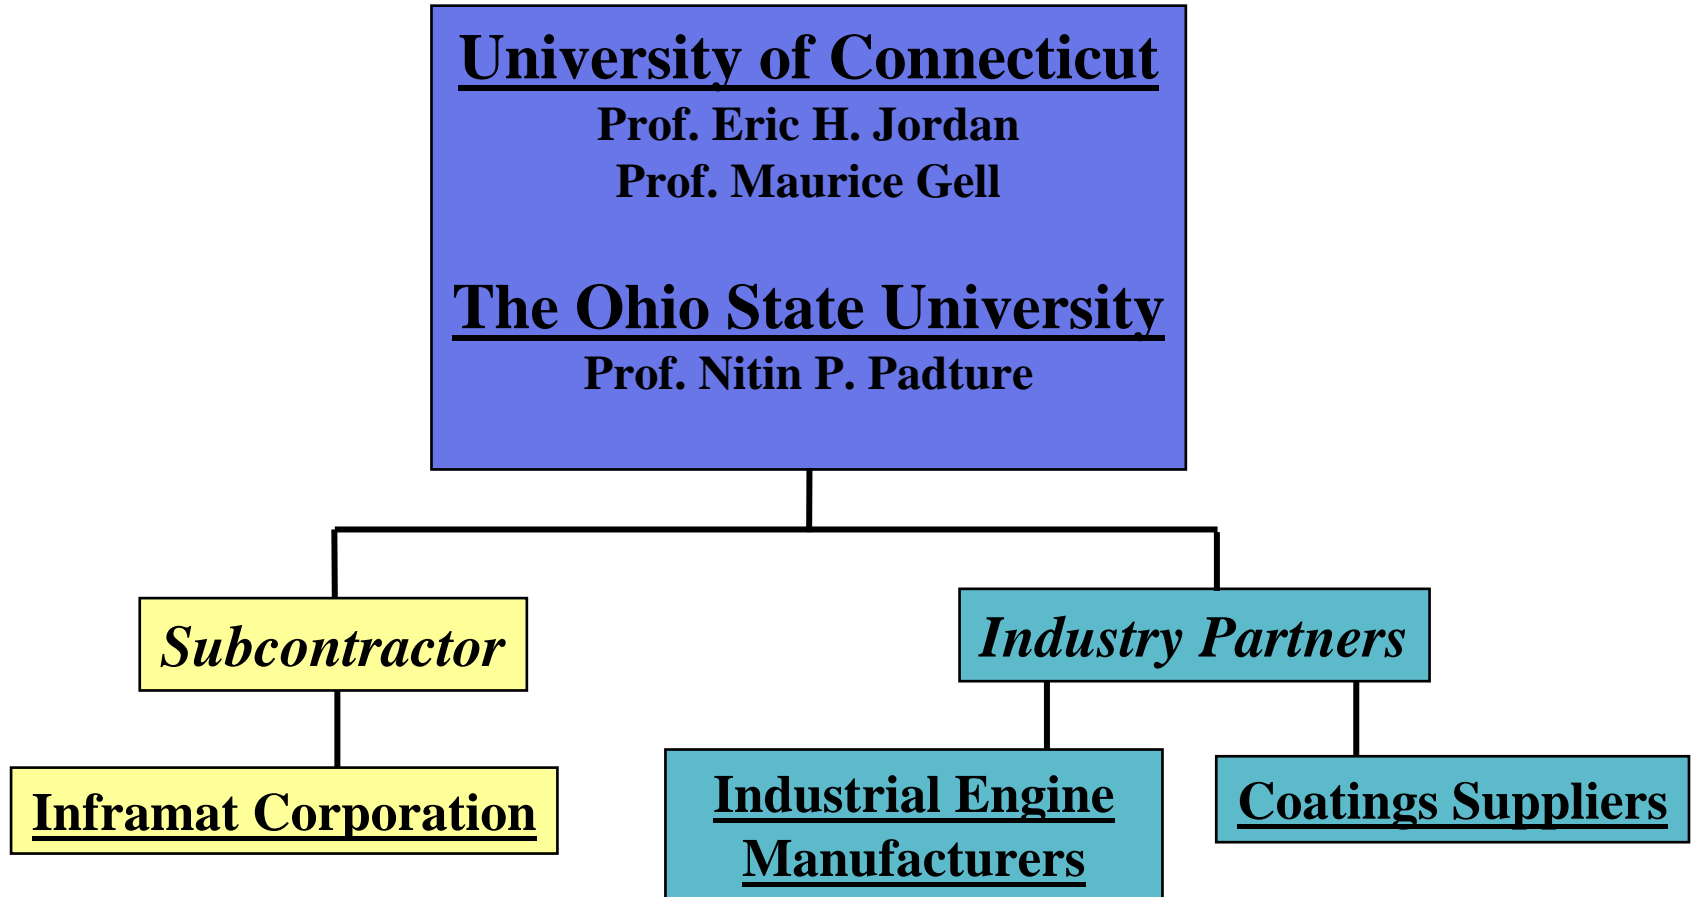 University of Connecticut
Prof. Eric H. Jordan
Prof. Maurice Gell
The Ohio State University
Prof. Nitin P. Padture
Subcontractor
Industry Partners
Inframat Corporation
Industrial Engine
Manufacturers
Coatings Suppliers